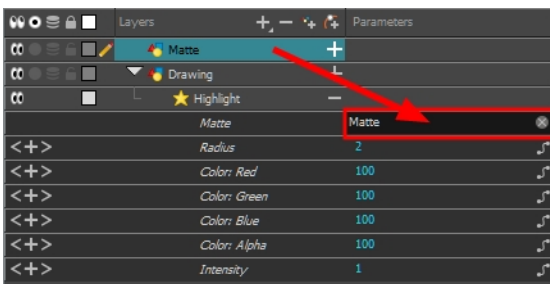 Layers Parameters
Matte
Drawing
Highlight
Matte Matte
Radius 2
Color: Red 100
Color: Green 100
Color: Blue 100
Color: Alpha 100
Intensity 1